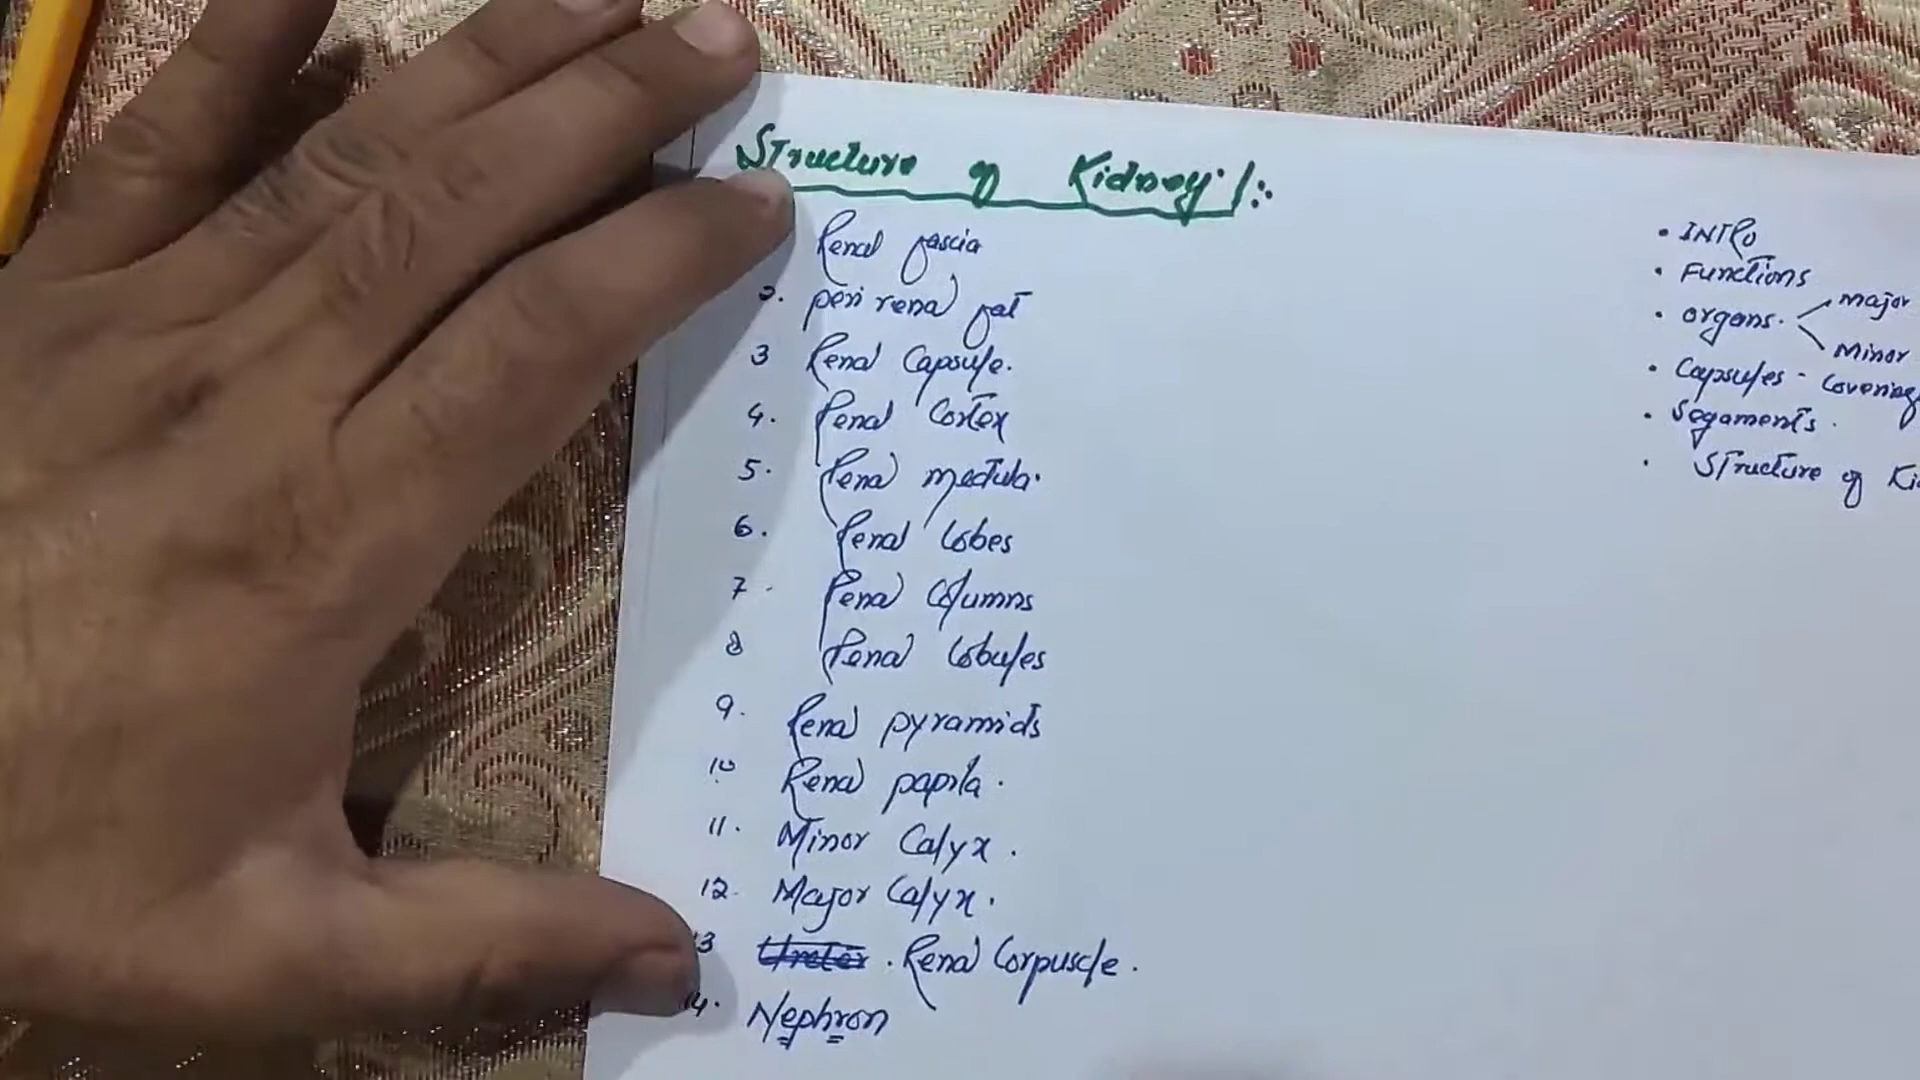 Structure of Kidney:
Renal fascia
2. peri renal fat
3 Renal Capsule.
4. Renal Cortex
5. Renal medula.
6. Renal lobes
7. Renal Columns
8 Renal lobules
9. Renal pyramids
10 Renal papila.
11. Minor Calyx.
12. Major Calyx.
13 Ureter. Renal Corpuscle.
14. Nephron
• INTRO
• Functions
• organs. Major
Minor
• Capsules - Covering
• Segaments.
• Structure of Ki